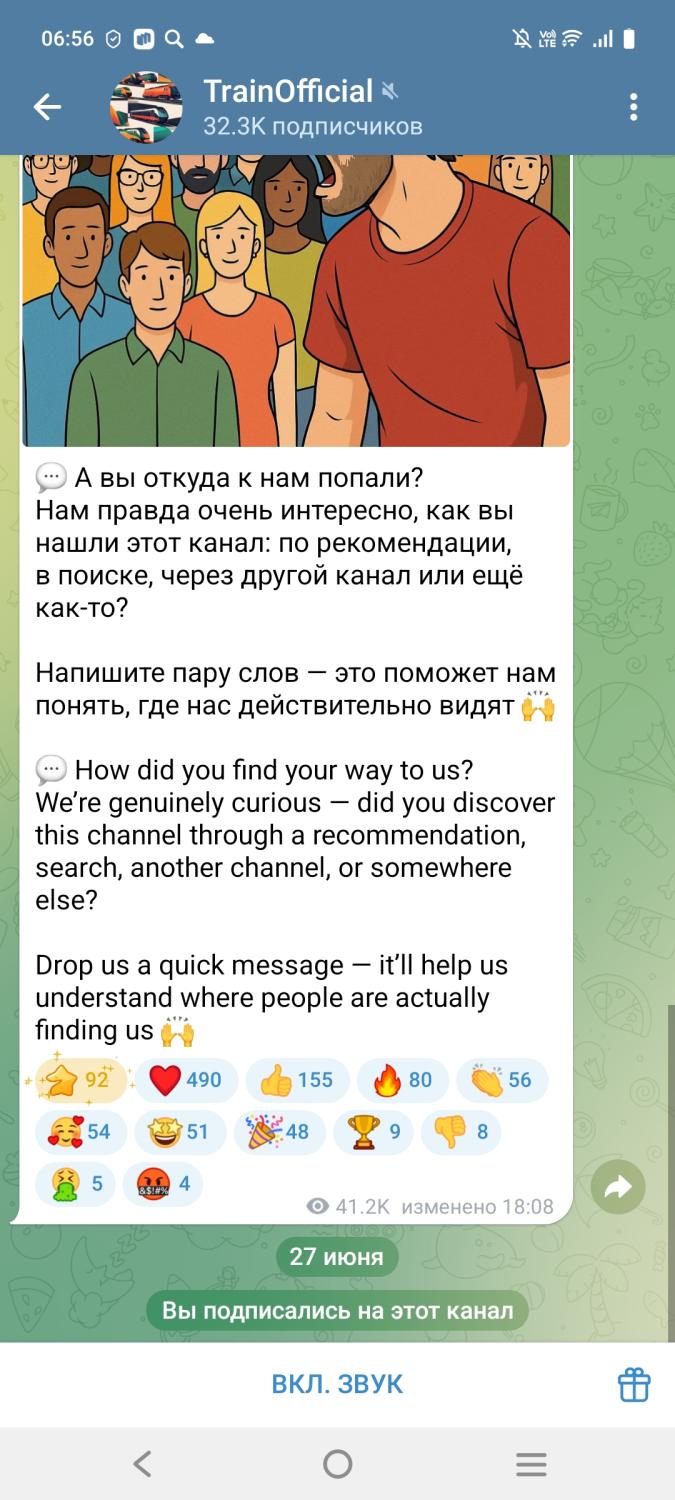 06:56
Vo)) LTE
TrainOfficial
32.3K подписчиков
💬 А вы откуда к нам попали?
Нам правда очень интересно, как вы
нашли этот канал: по рекомендации,
в поиске, через другой канал или ещё
как-то?
Напишите пару слов — это поможет нам
понять, где нас действительно видят 🙌
💬 How did you find your way to us?
We’re genuinely curious — did you discover
this channel through a recommendation,
search, another channel, or somewhere
else?
Drop us a quick message — it’ll help us
understand where people are actually
finding us 🙌
⭐ 92 ❤️ 490 👍 155 🔥 80 👏 56
🥰 54 🤩 51 🎉 48 🏆 9 👎 8
🤮 5 🤬 4
41.2K изменено 18:08
27 июня
Вы подписались на этот канал
ВКЛ. ЗВУК